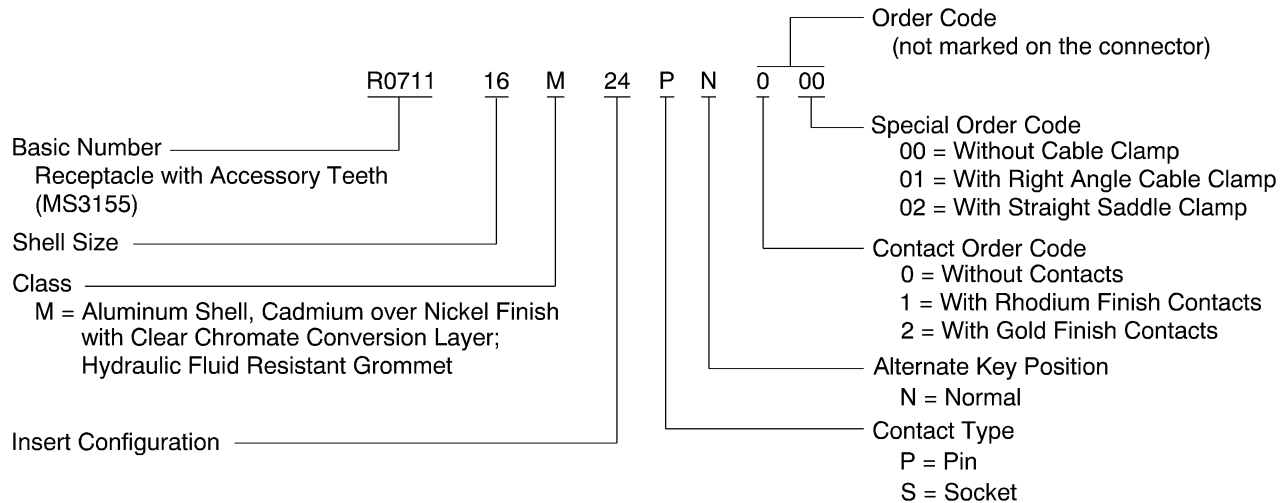 Order Code
(not marked on the connector)
R0711 16 M 24 P N 0 00
Basic Number
Receptacle with Accessory Teeth
(MS3155)
Shell Size
Class
M = Aluminum Shell, Cadmium over Nickel Finish
with Clear Chromate Conversion Layer;
Hydraulic Fluid Resistant Grommet
Insert Configuration
Special Order Code
00 = Without Cable Clamp
01 = With Right Angle Cable Clamp
02 = With Straight Saddle Clamp
Contact Order Code
0 = Without Contacts
1 = With Rhodium Finish Contacts
2 = With Gold Finish Contacts
Alternate Key Position
N = Normal
Contact Type
P = Pin
S = Socket